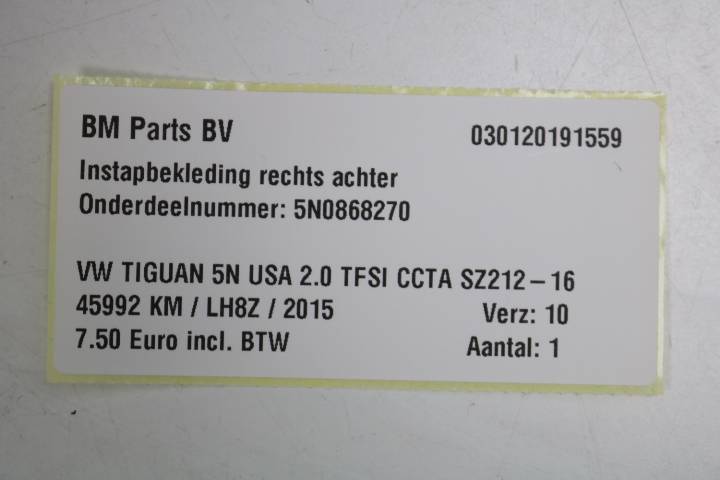 BM Parts BV 030120191559
Instapbekleding rechts achter
Onderdeelnummer: 5N0868270
VW TIGUAN 5N USA 2.0 TFSI CCTA SZ212-16
45992 KM / LH8Z / 2015 Verz: 10
7.50 Euro incl. BTW Aantal: 1